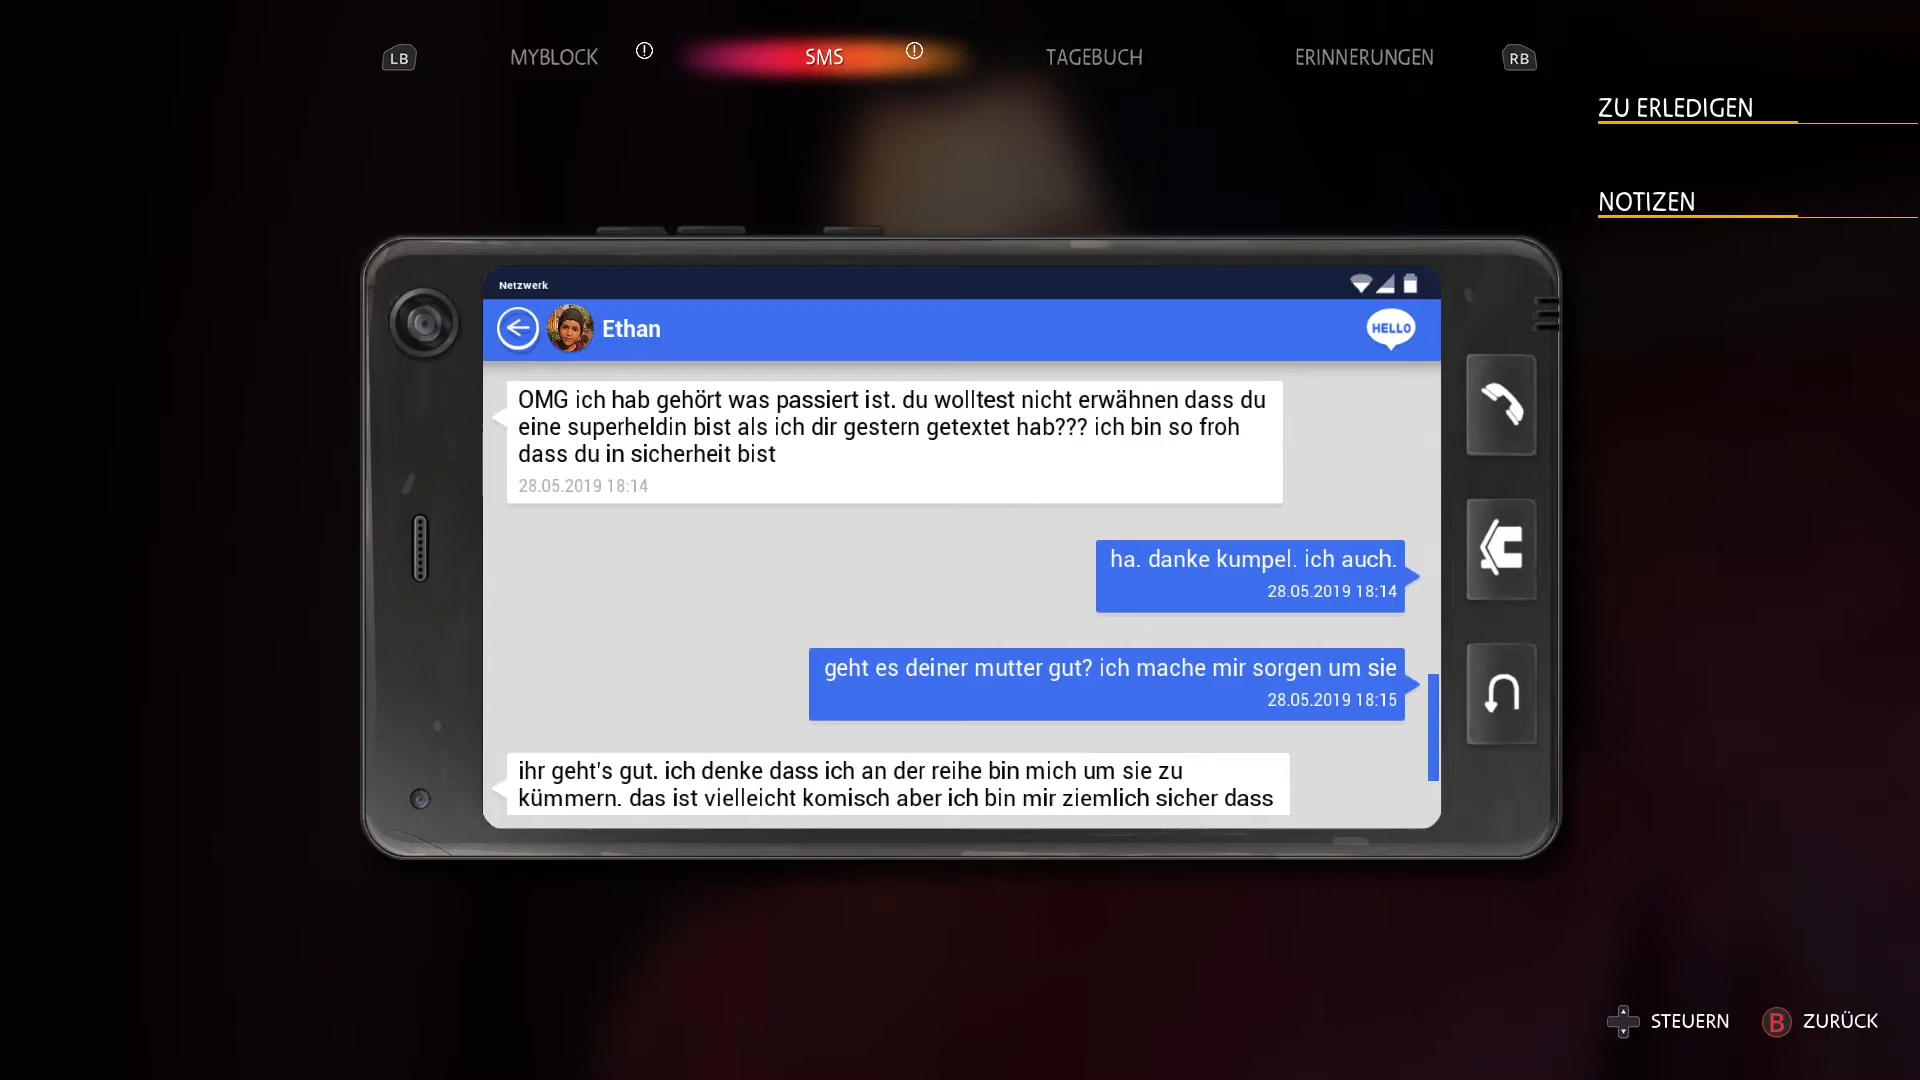 LB
MYBLOCK
SMS
TAGEBUCH
ERINNERUNGEN
RB
ZU ERLEDIGEN
NOTIZEN
Netzwerk
Ethan
HELLO
OMG ich hab gehört was passiert ist. du wolltest nicht erwähnen dass du
eine superheldin bist als ich dir gestern getextet hab??? ich bin so froh
dass du in sicherheit bist
28.05.2019 18:14
ha. danke kumpel. ich auch.
28.05.2019 18:14
geht es deiner mutter gut? ich mache mir sorgen um sie
28.05.2019 18:15
ihr geht's gut. ich denke dass ich an der reihe bin mich um sie zu
kümmern. das ist vielleicht komisch aber ich bin mir ziemlich sicher dass
STEUERN
B
ZURÜCK